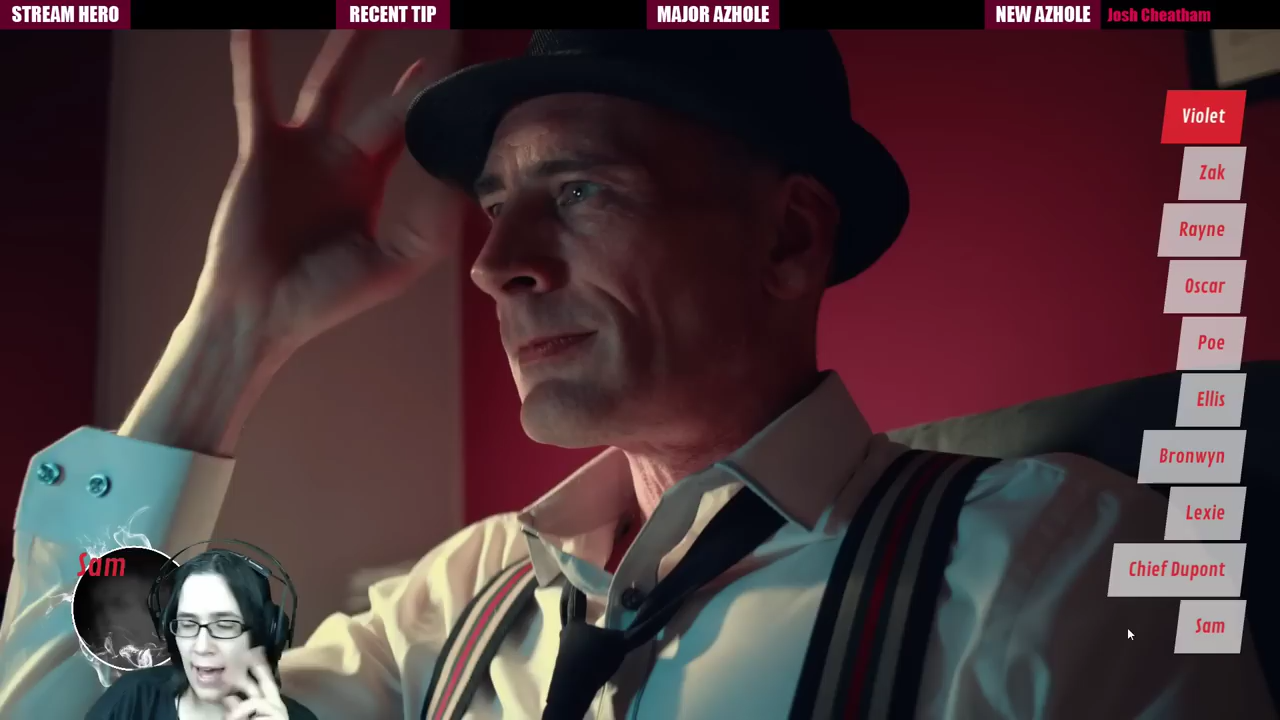 STREAM HERO
RECENT TIP
MAJOR AZHOLE
NEW AZHOLE Josh Cheatham
Violet
Zak
Rayne
Oscar
Poe
Ellis
Bronwyn
Lexie
Chief Dupont
Sam
Sam